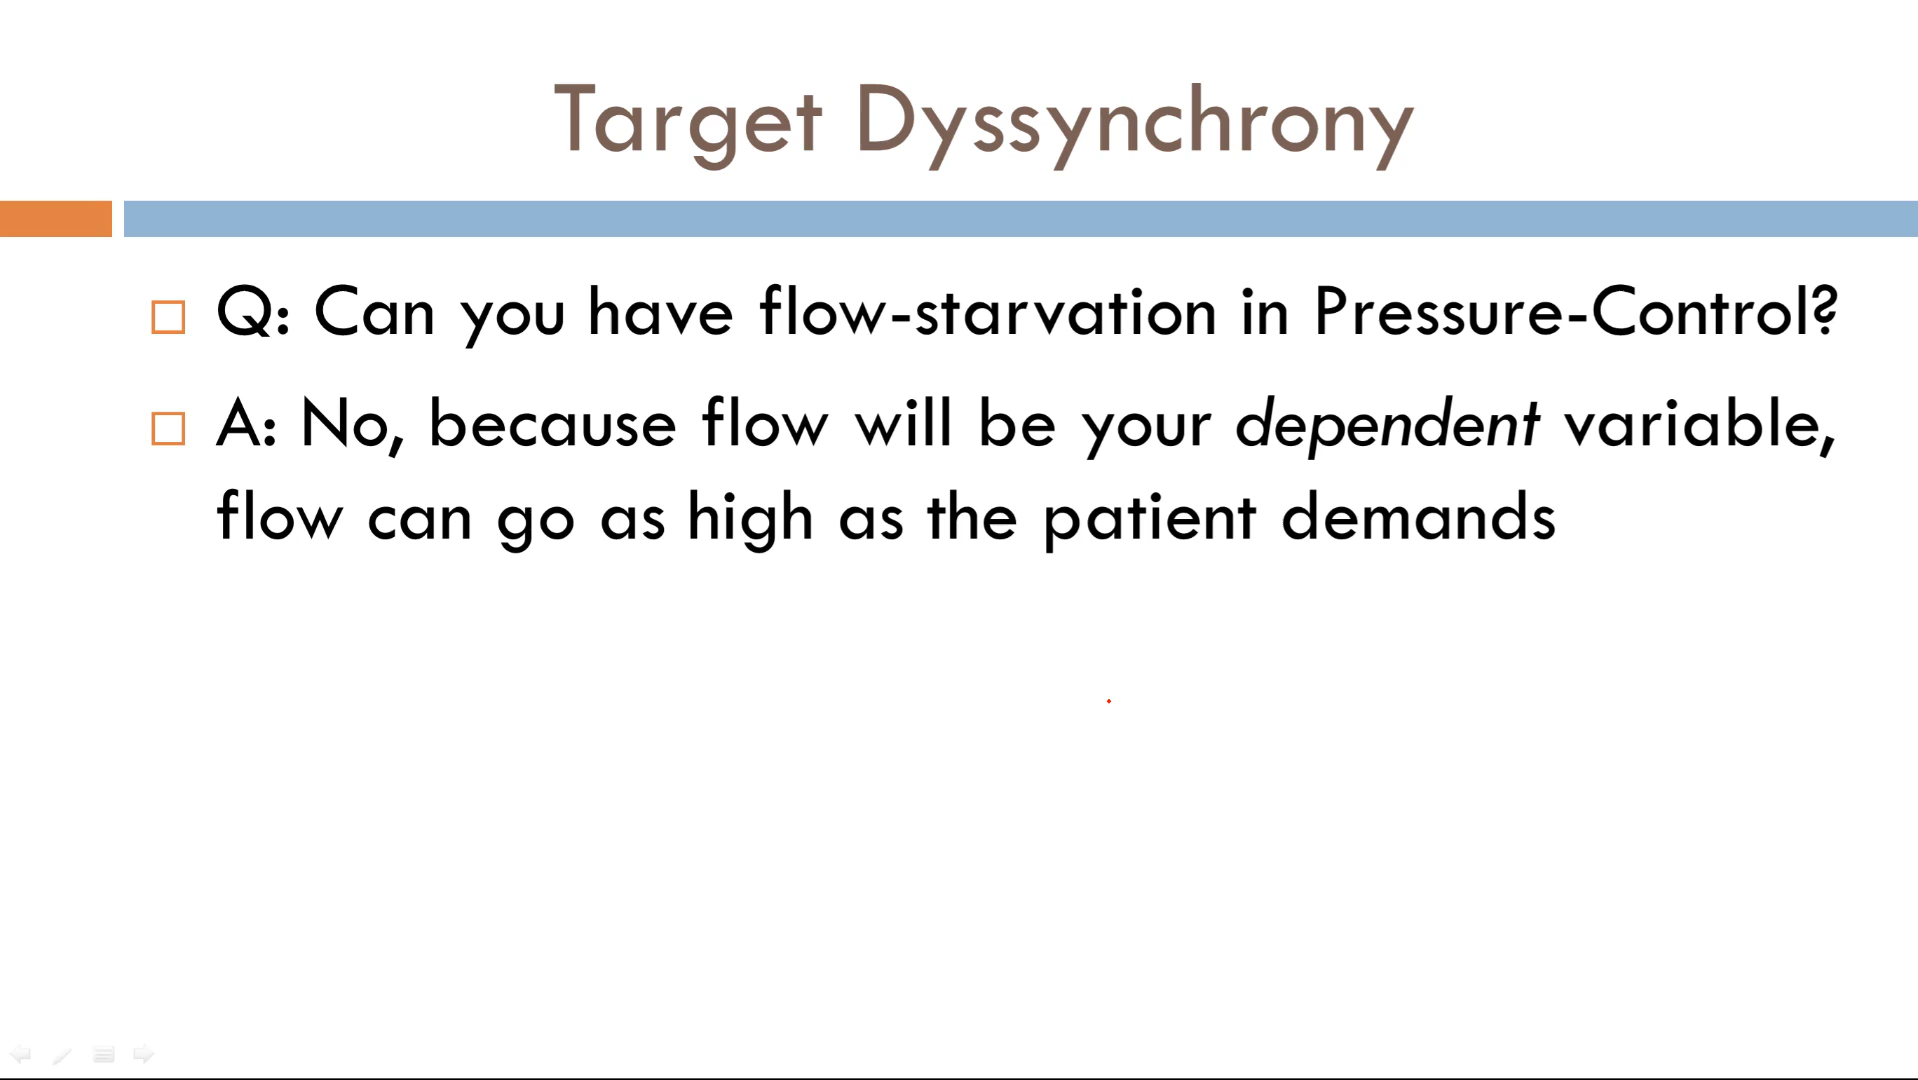 Target Dyssynchrony
Q: Can you have flow-starvation in Pressure-Control?
A: No, because flow will be your dependent variable,
flow can go as high as the patient demands